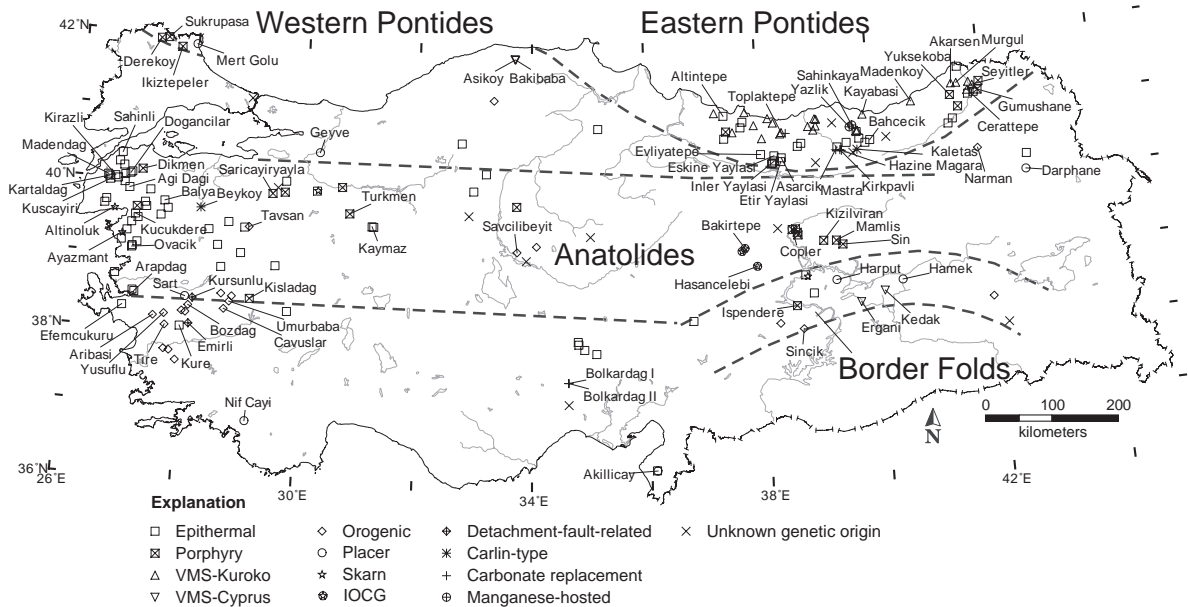 Western Pontides
Eastern Pontides
42°N
Sukrupasa
Derekoy
Mert Golu
Ikiztepeler
Asikoy
Bakibaba
Akarsen
Murgul
Yuksekoba
Seyitler
Altintepe
Sahinkaya
Madenkoy
Yazlik
Kayabasi
Toplaktepe
Gumushane
Bahcecik
Cerattepe
Kirazli
Sahinli
Dogancilar
Geyve
Madendag
Dikmen
Saricayiryayla
Evliyatepe
Kaletas
Hazine Magara
Eskine Yaylasi
40°N
Agi Dagi
Narman
Darphane
Kartaldag
Balya
Beykoy
Inler Yaylasi
Asarcik
Mastra
Kirkpavli
Kuscayiri
Turkmen
Etir Yaylasi
Altinoluk
Kucukdere
Tavsan
Savcilibeyit
Bakirtepe
Kizilviran
Mamlis
Ovacik
Kaymaz
Anatolides
Copler
Sin
Ayazmant
Arapdag
Kursunlu
Hasancelebi
Harput
Hamek
Sart
Kisladag
Ispendere
38°N
Efemcukuru
Bozdag
Umurbaba
Ergani
Kedak
Aribasi
Emirli
Cavuslar
Sinçik
Yusuflu
Tire
Kure
Bolkardag I
Border Folds
Bolkardag II
Nif Cayi
0
100
200
N
kilometers
Akillicay
36°N
26°E
30°E
34°E
38°E
42°E
Explanation
Epithermal
Orogenic
Detachment-fault-related
Unknown genetic origin
Porphyry
Placer
Carlin-type
VMS-Kuroko
Skarn
Carbonate replacement
VMS-Cyprus
IOCG
Manganese-hosted